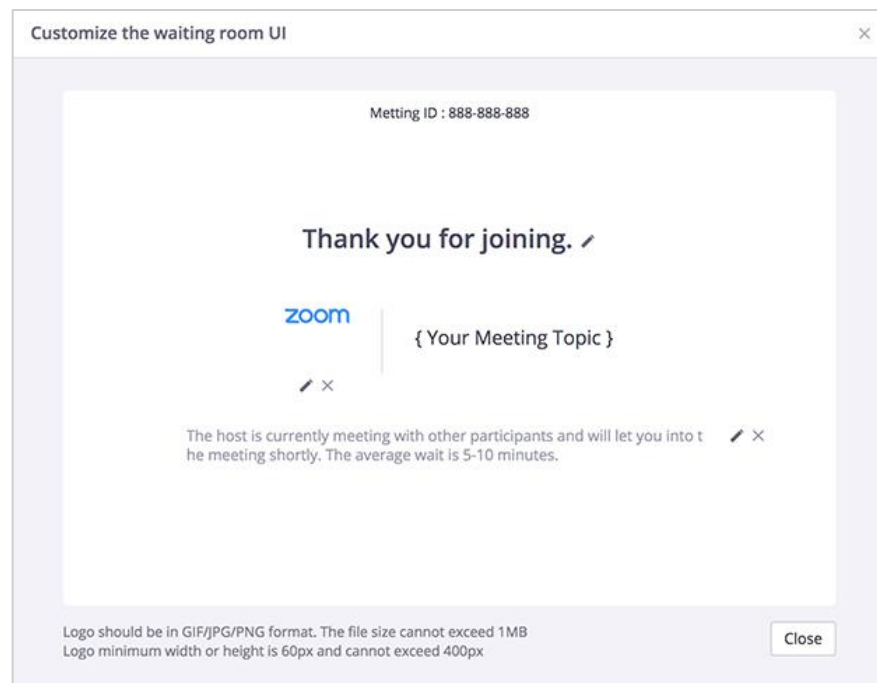 Customize the waiting room UI
Metting ID : 888-888-888
Thank you for joining.
zoom
{ Your Meeting Topic }
The host is currently meeting with other participants and will let you into t
he meeting shortly. The average wait is 5-10 minutes.
Logo should be in GIF/JPG/PNG format. The file size cannot exceed 1MB
Logo minimum width or height is 60px and cannot exceed 400px
Close